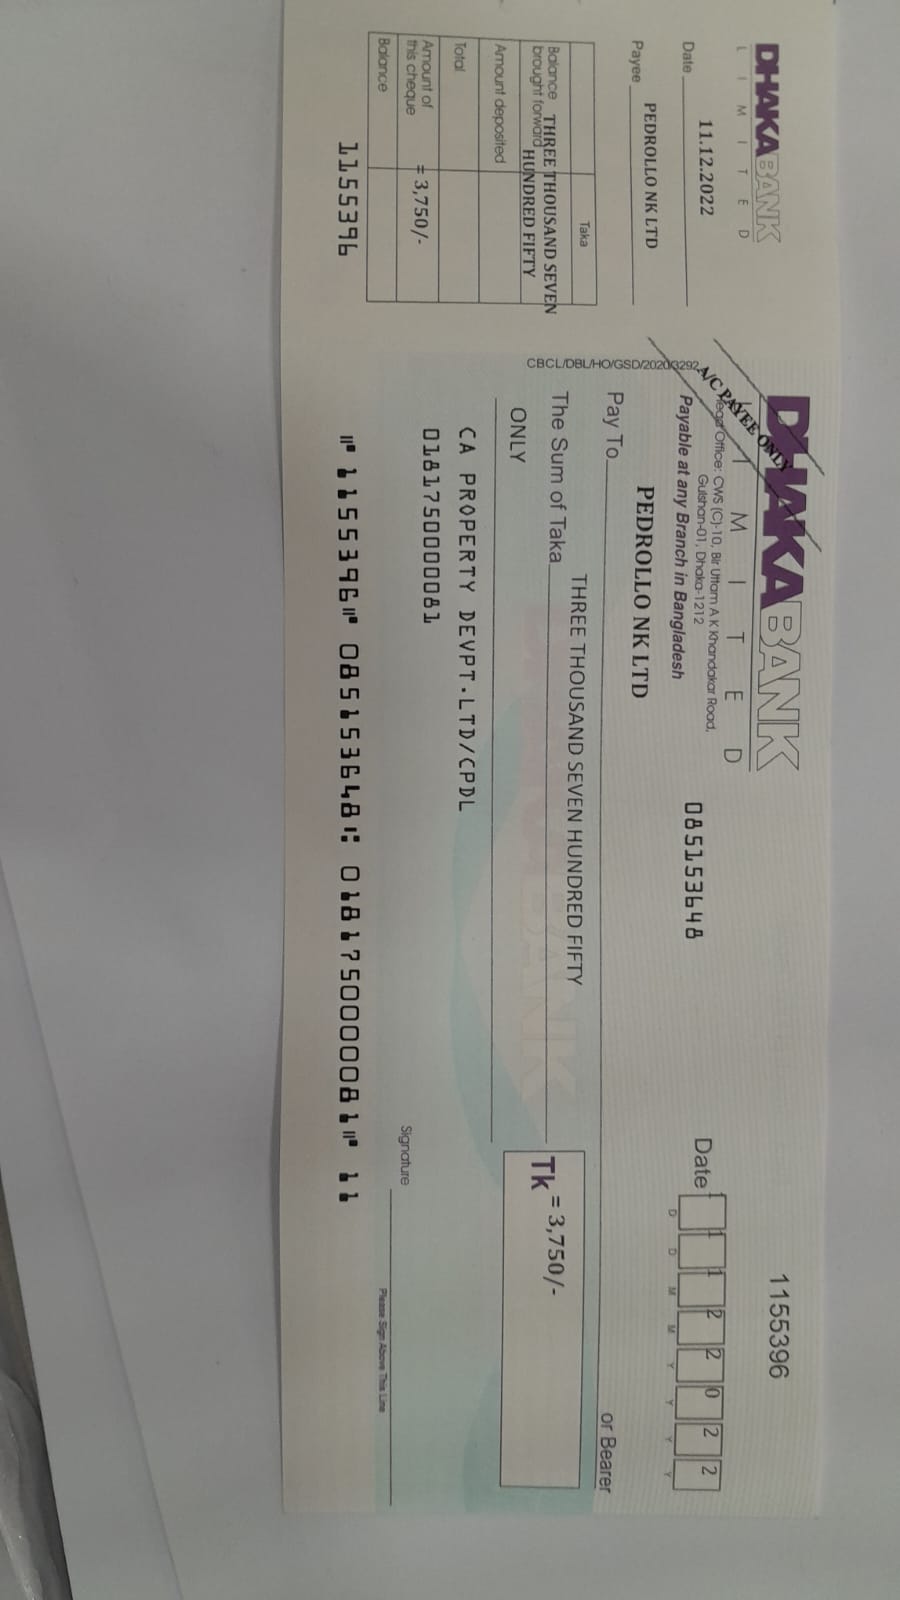 DHAKABANK
LIMITED
11.12.2022
Date
PEDROLLO NK LTD
Payee
Taka
Balance brought forward
THREE THOUSAND SEVEN
HUNDRED FIFTY
Amount deposited
Total
Amount of this cheque = 3,750/-
Balance
1155396
CBCL/DBL/HO/GSD/2020/0292
A/C PAYEE ONLY
DHAKABANK
LIMITED
Head Office: CWS (C)-10, Bir Uttam A K Khandakar Road,
Gulshan-01, Dhaka-1212
Payable at any Branch in Bangladesh
085153648
1155396
Date 1 1 1 2 2 0 2 2
D D M M Y Y Y Y
PEDROLLO NK LTD
Pay To
or Bearer
THREE THOUSAND SEVEN HUNDRED FIFTY
The Sum of Taka
ONLY
Tk = 3,750/-
CA PROPERTY DEVPT.LTD/CPDL
0181750000081
Signature
Please Sign Above This Line
⑈1155396⑈ 085153648⑆ 0181750000081⑈ 11